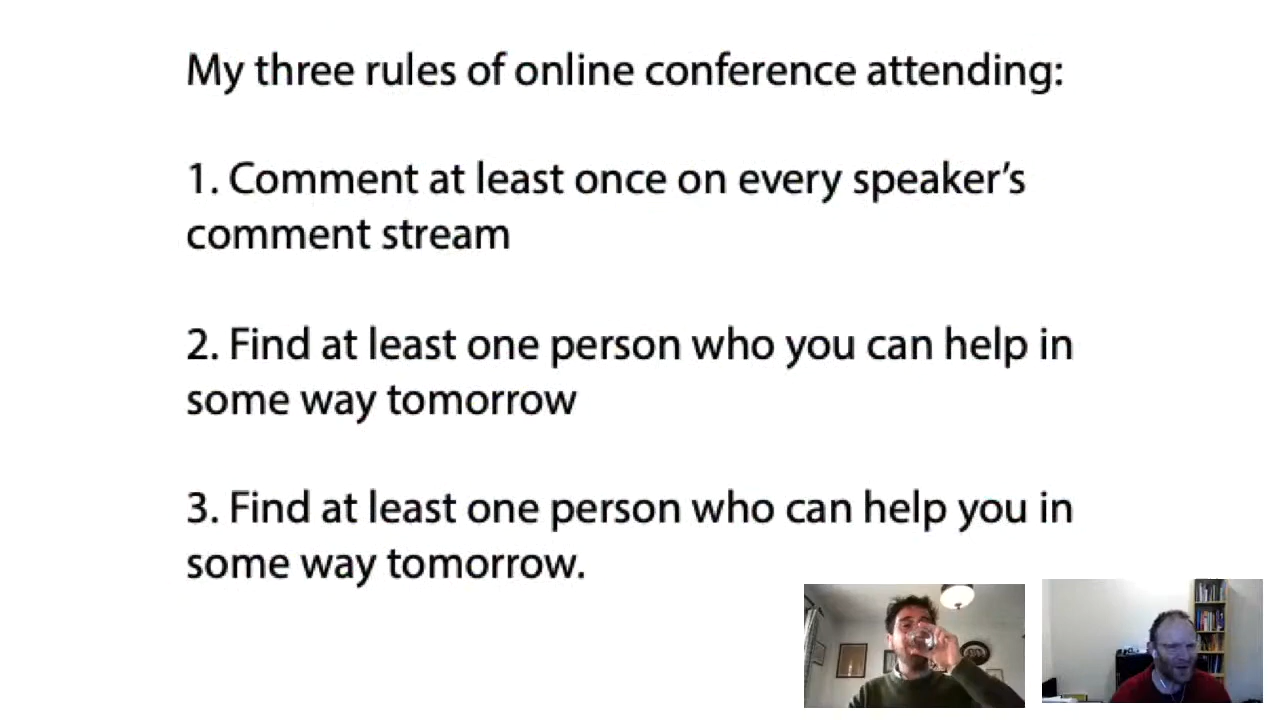 My three rules of online conference attending:
1. Comment at least once on every speaker's
comment stream
2. Find at least one person who you can help in
some way tomorrow
3. Find at least one person who can help you in
some way tomorrow.